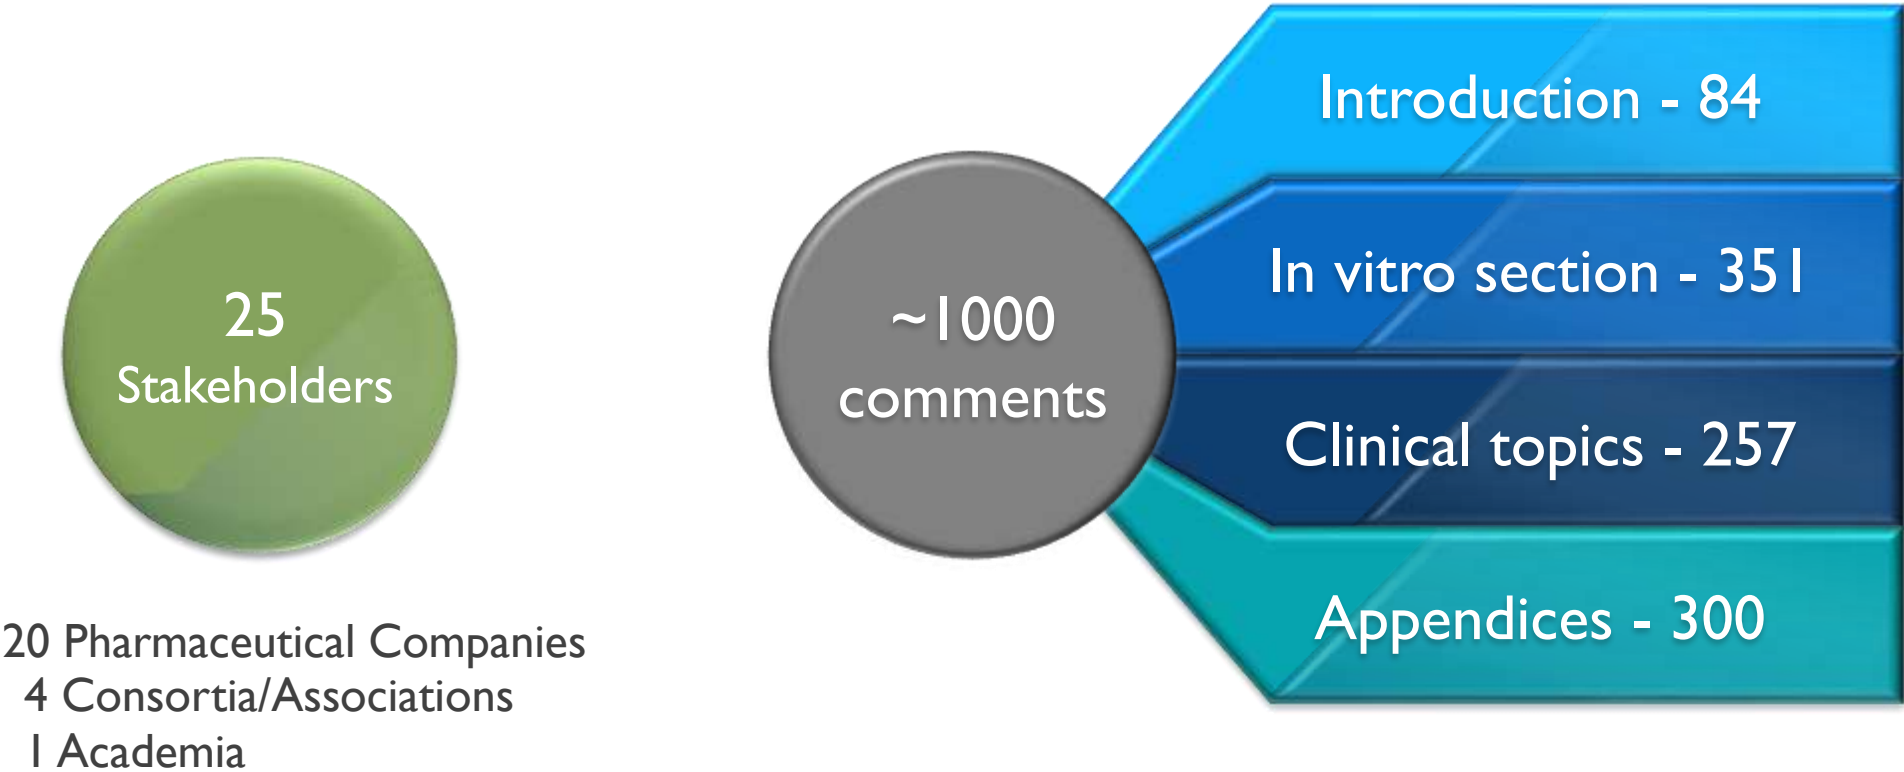 25
Stakeholders
20 Pharmaceutical Companies
4 Consortia/Associations
1 Academia
~1000
comments
Introduction - 84
In vitro section - 351
Clinical topics - 257
Appendices - 300